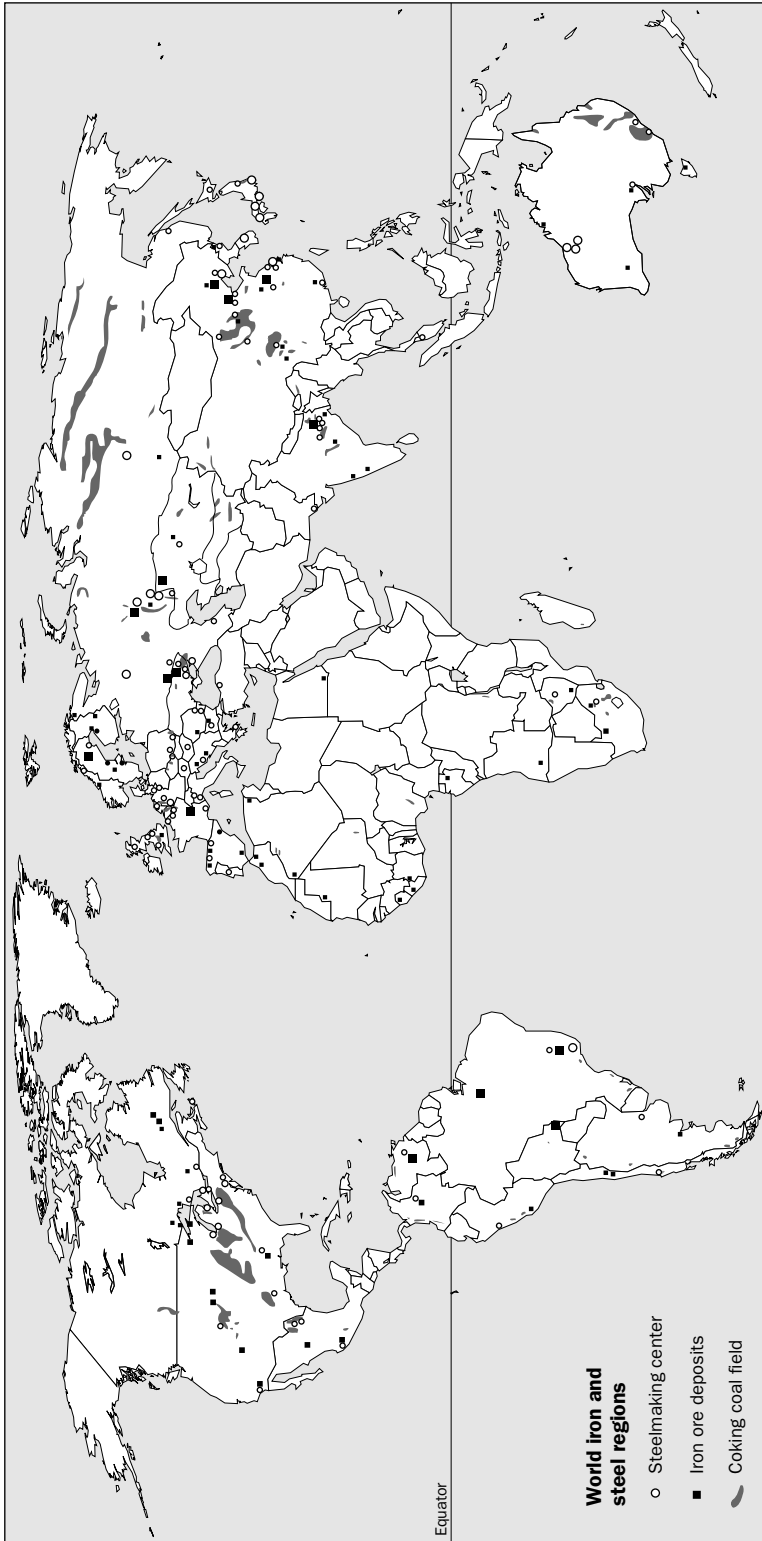 Equator
World iron and
steel regions
Steelmaking center
Iron ore deposits
Coking coal field